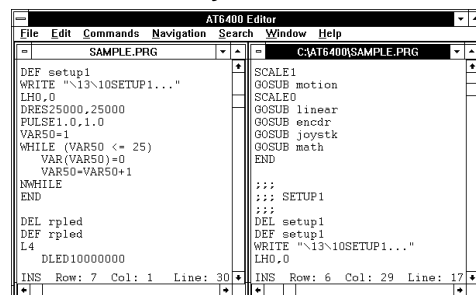 AT6400 Editor
File Edit Commands Navigation Search Window Help
SAMPLE.PRG
DEF setup1
WRITE "\13\10SETUP1..."
LH0,0
DRES25000,25000
PULSE1.0,1.0
VAR50=1
WHILE (VAR50 <= 25)
VAR(VAR50)=0
VAR50=VAR50+1
NWHILE
END
DEL rpled
DEF rpled
L4
DLED10000000
INS Row: 7 Col: 1 Line: 30
C:\AT6400\SAMPLE.PRG
SCALE1
GOSUB motion
SCALE0
GOSUB linear
GOSUB encdr
GOSUB joystk
GOSUB math
END
;;;
;;; SETUP1
;;;
DEL setup1
DEF setup1
WRITE "\13\10SETUP1..."
LH0,0
INS Row: 6 Col: 29 Line: 17